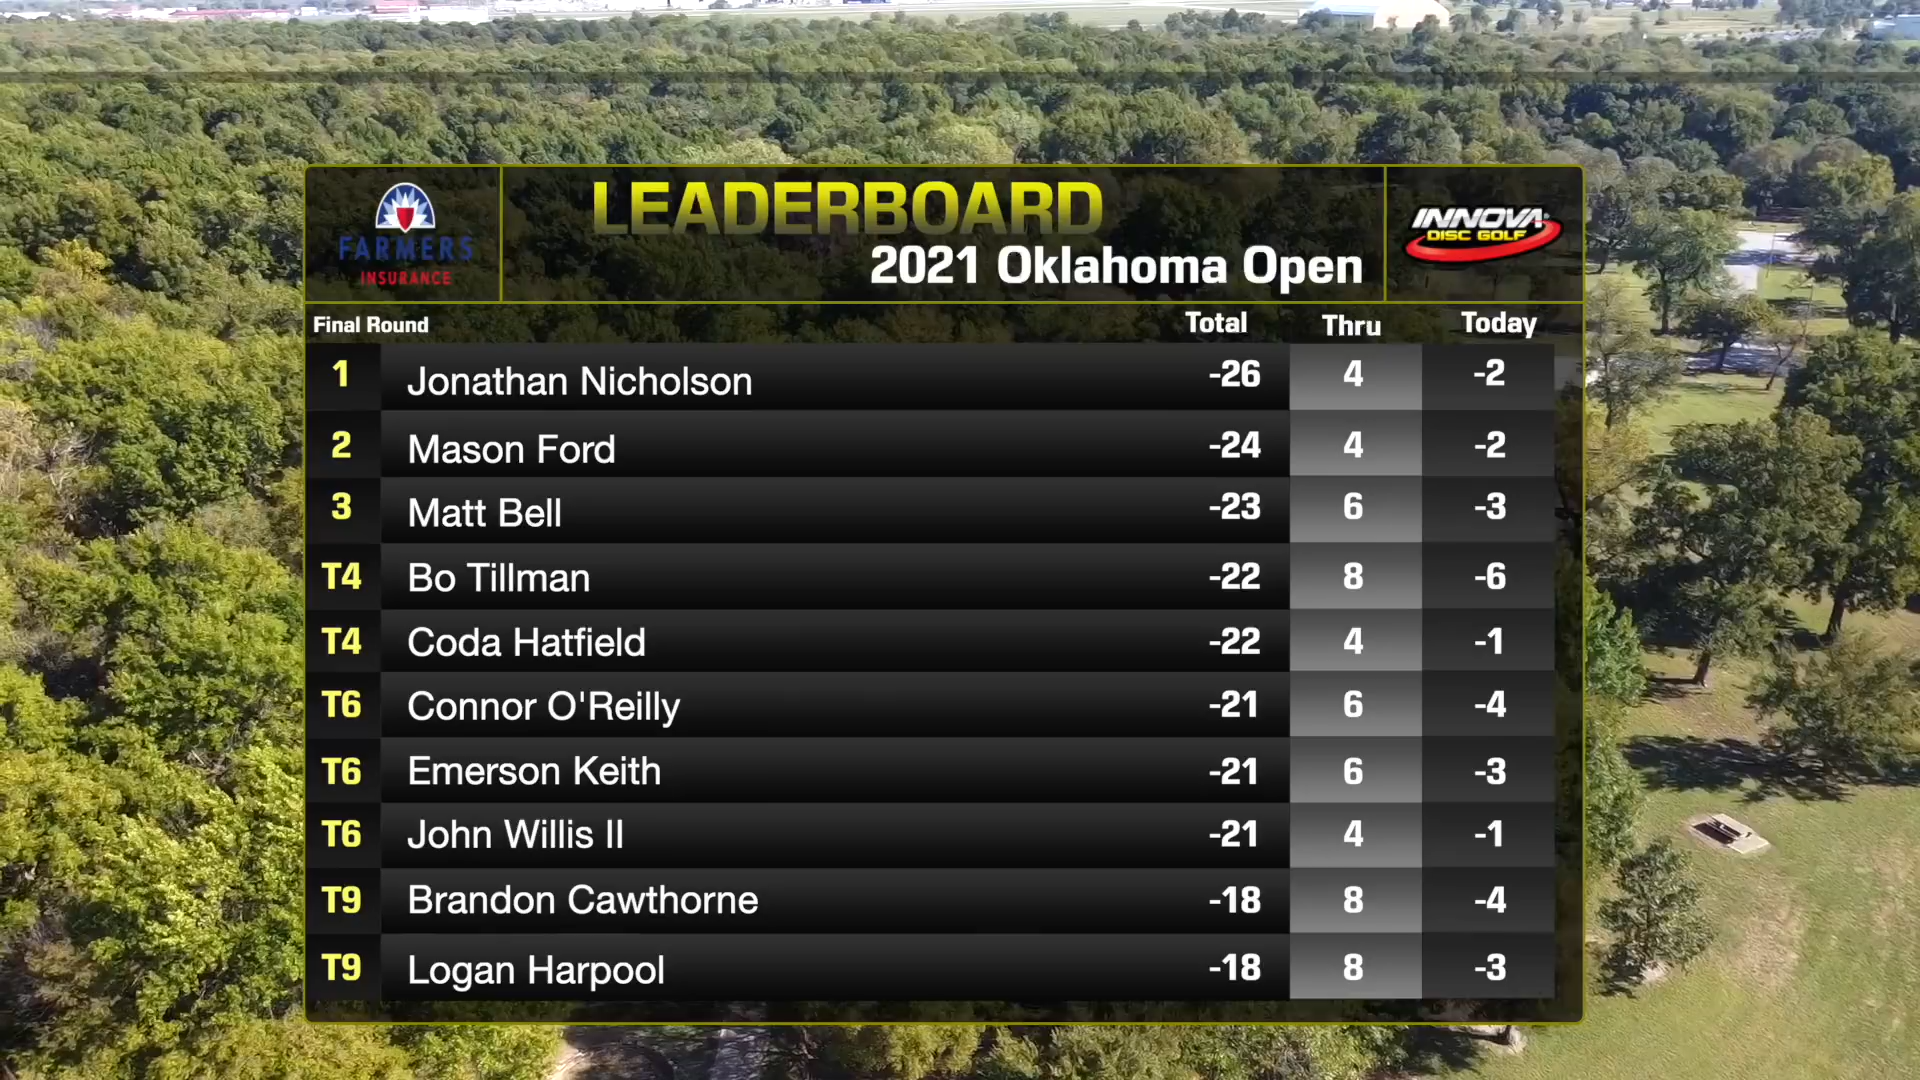 FARMERS
INSURANCE
LEADERBOARD
2021 Oklahoma Open
INNOVA
DISC GOLF
Final Round Total Thru Today
1 Jonathan Nicholson -26 4 -2
2 Mason Ford -24 4 -2
3 Matt Bell -23 6 -3
T4 Bo Tillman -22 8 -6
T4 Coda Hatfield -22 4 -1
T6 Connor O'Reilly -21 6 -4
T6 Emerson Keith -21 6 -3
T6 John Willis II -21 4 -1
T9 Brandon Cawthorne -18 8 -4
T9 Logan Harpool -18 8 -3